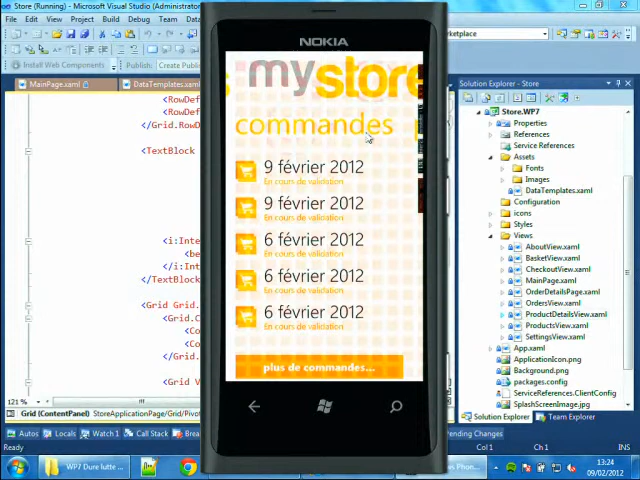 Store (Running) - Microsoft Visual Studio (Administrator
File Edit View Project Build Debug Team
Install Web Components
Publish:
MainPage.xaml
DataTemplates.xaml
<RowDef
<RowDef
</Grid.RowD
<TextBlock
<i:Inte
<be
</i:Int
</TextBlock
<Grid Grid.
<Grid.C
<Co
<Co
</Grid.
<Grid V
121 %
Grid (ContentPanel) StoreApplicationPage/Grid/Pivot
Autos Locals Watch 1 Call Stack
Pending Changes
Ready
Col 1
Ch 1
NOKIA
mystore
commandes
9 février 2012
En cours de validation
9 février 2012
En cours de validation
6 février 2012
En cours de validation
6 février 2012
En cours de validation
6 février 2012
En cours de validation
plus de commandes...
Solution Explorer - Store
Store.WP7
Properties
References
Service References
Assets
Fonts
Images
DataTemplates.xaml
Configuration
icons
Styles
Views
AboutView.xaml
BasketView.xaml
CheckoutView.xaml
MainPage.xaml
OrderDetailsPage.xaml
OrdersView.xaml
ProductDetailsView.xaml
ProductsView.xaml
SettingsView.xaml
App.xaml
ApplicationIcon.png
Background.png
packages.config
ServiceReferences.ClientConfig
SplashScreenImage.jpg
Solution Explorer Team Explorer
WP7 Dure lutte ...
13:24
09/02/2012